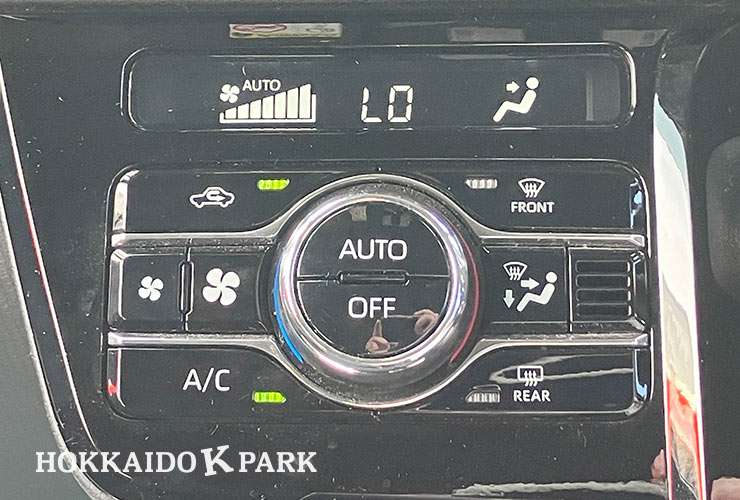 AUTO
LO
FRONT
AUTO
OFF
A/C
REAR
HOKKAIDO K PARK